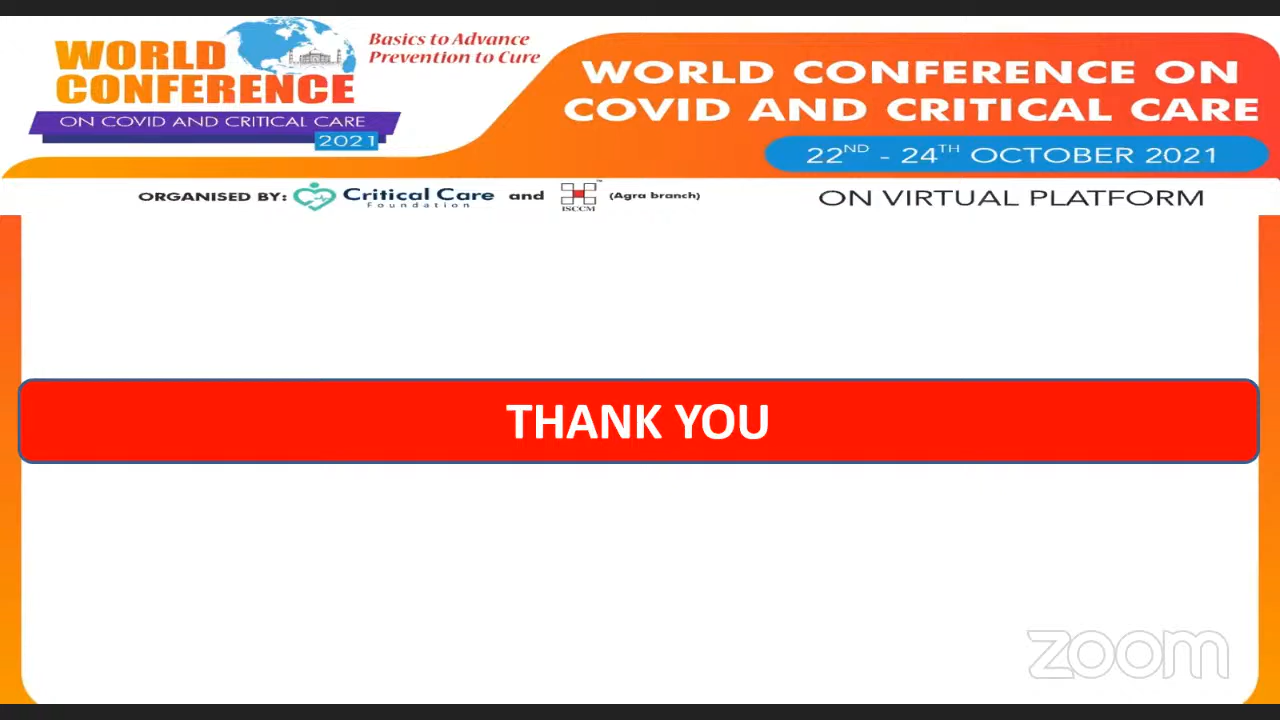 WORLD
CONFERENCE
ON COVID AND CRITICAL CARE
2021
Basics to Advance
Prevention to Cure
WORLD CONFERENCE ON
COVID AND CRITICAL CARE
22ND - 24TH OCTOBER 2021
ORGANISED BY: Critical Care Foundation and ISCCM™ (Agra branch)
ON VIRTUAL PLATFORM
THANK YOU
zoom